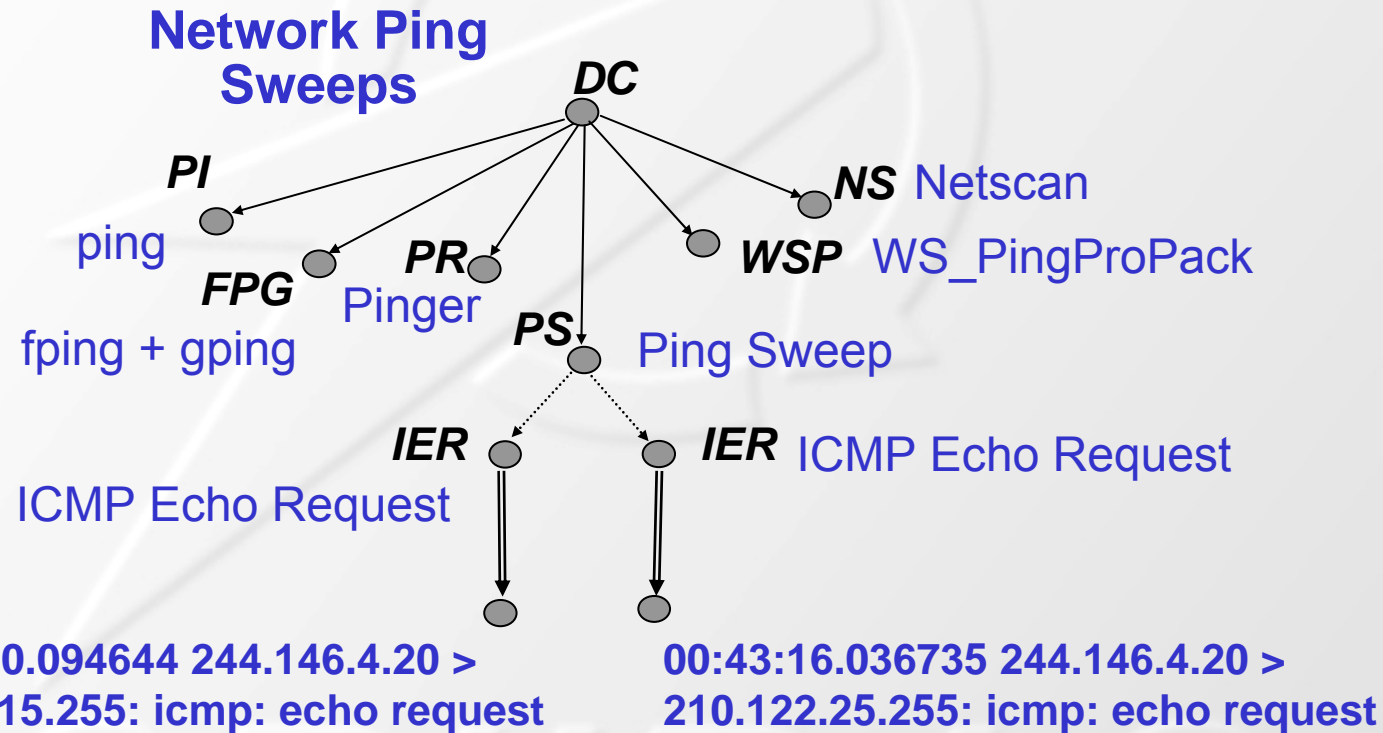 Network Ping
Sweeps
DC
PI
NS Netscan
ping
PR
WSP WS_PingProPack
FPG
Pinger
PS
fping + gping
Ping Sweep
IER
IER ICMP Echo Request
ICMP Echo Request
0.094644 244.146.4.20 >
15.255: icmp: echo request
00:43:16.036735 244.146.4.20 >
210.122.25.255: icmp: echo request